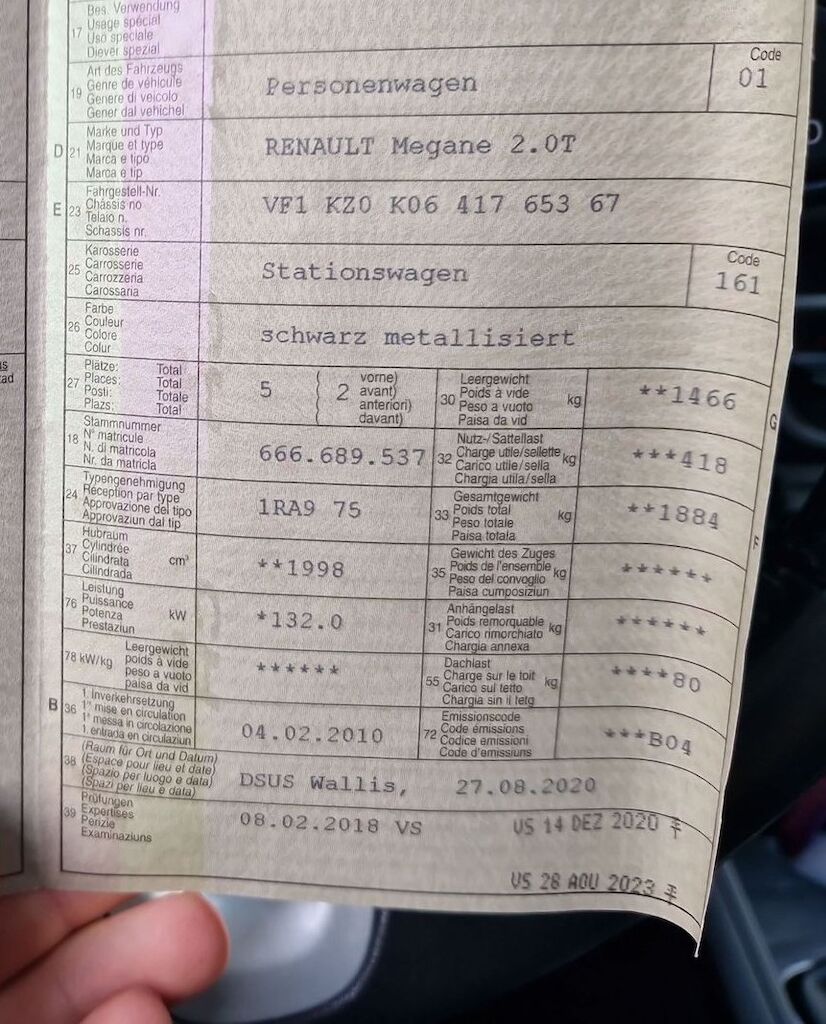 17
Bes. Verwendung
Usage spécial
Uso speciale
Diever spezial
19
Art des Fahrzeugs
Genre de véhicule
Genere di veicolo
Gener dal vehichel
Personenwagen
Code
01
D
21
Marke und Typ
Marque et type
Marca e tipo
Marca e tip
RENAULT Megane 2.0T
E
23
Fahrgestell-Nr.
Châssis no
Telaio n.
Schassis nr.
VF1 KZ0 K06 417 653 67
25
Karosserie
Carrosserie
Carrozzeria
Carossaria
Stationswagen
Code
161
26
Farbe
Couleur
Colore
Colur
schwarz metallisiert
27
Plätze: Total
Places: Total
Posti: Totale
Plazs: Total
5
2
vorne)
avant)
anteriori)
davant)
30
Leergewicht
Poids à vide
Peso a vuoto
Paisa da vid
kg
**1466
G
18
Stammnummer
N° matricule
N. di matricola
Nr. da matricla
666.689.537
32
Nutz-/Sattellast
Charge utile/sellette
Carico utile/sella
Chargia utila/sella
kg
***418
24
Typengenehmigung
Réception par type
Approvazione del tipo
Approvaziun dal tip
1RA9 75
33
Gesamtgewicht
Poids total
Peso totale
Paisa totala
kg
**1884
F
37
Hubraum
Cylindrée
Cilindrata
Cilindrada
cm³
**1998
35
Gewicht des Zuges
Poids de l'ensemble
Peso del convoglio
Paisa cumposiziun
kg
******
76
Leistung
Puissance
Potenza
Prestaziun
kW
*132.0
31
Anhängelast
Poids remorquable
Carico rimorchiato
Chargia annexa
kg
******
78 kW/kg
Leergewicht
poids à vide
peso a vuoto
paisa da vid
******
55
Dachlast
Charge sur le toit
Carico sul tetto
Chargia sin il tetg
kg
****80
B
36
1. Inverkehrsetzung
1re mise en circulation
1a messa in circolazione
1. entrada en circulaziun
04.02.2010
72
Emissionscode
Code émissions
Codice emissioni
Code d'emissiuns
***B04
38
(Raum für Ort und Datum)
(Espace pour lieu et date)
(Spazio per luogo e data)
(Spazi per lieu e data)
DSUS Wallis, 27.08.2020
39
Prüfungen
Expertises
Perizie
Examinaziuns
08.02.2018 VS
VS 14 DEZ 2020
VS 28 AOU 2023